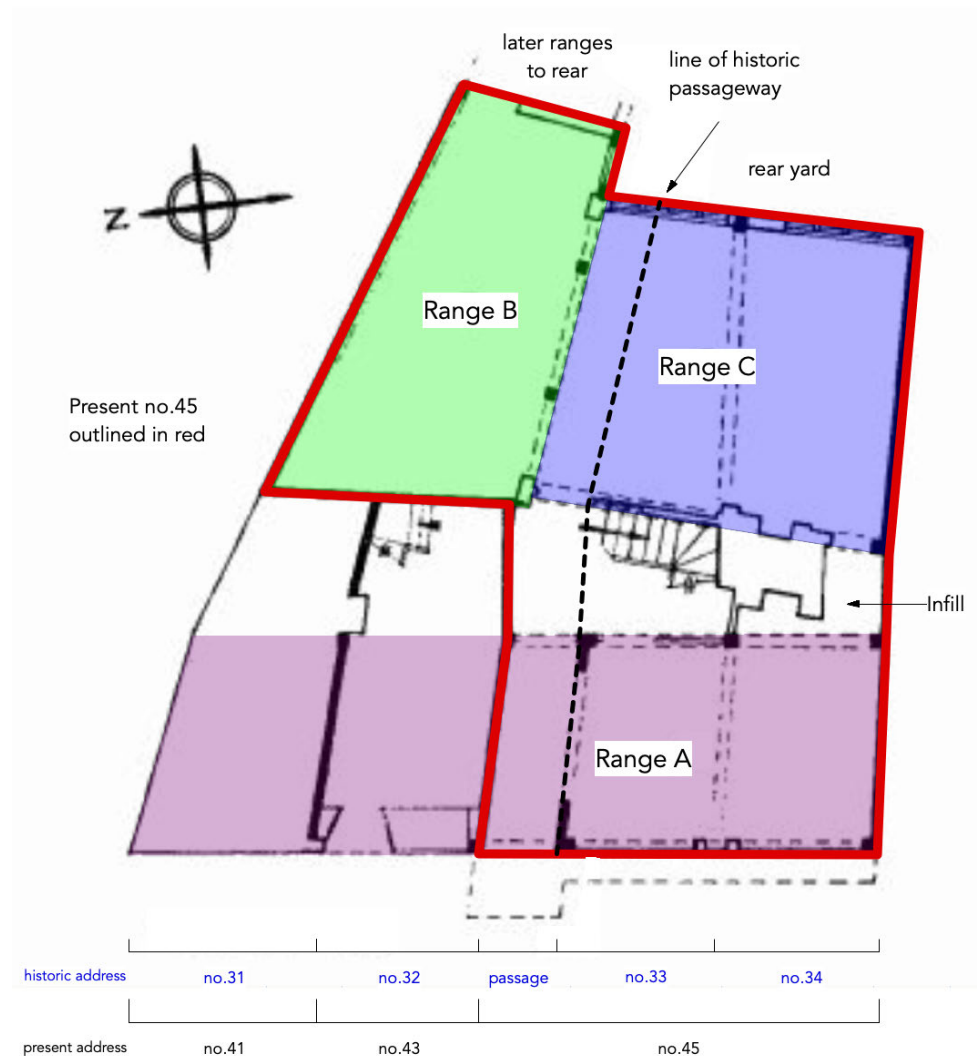 later ranges
to rear
line of historic
passageway
rear yard
N
Range B
Range C
Present no.45
outlined in red
Infill
Range A
historic address no.31 no.32 passage no.33 no.34
present address no.41 no.43 no.45